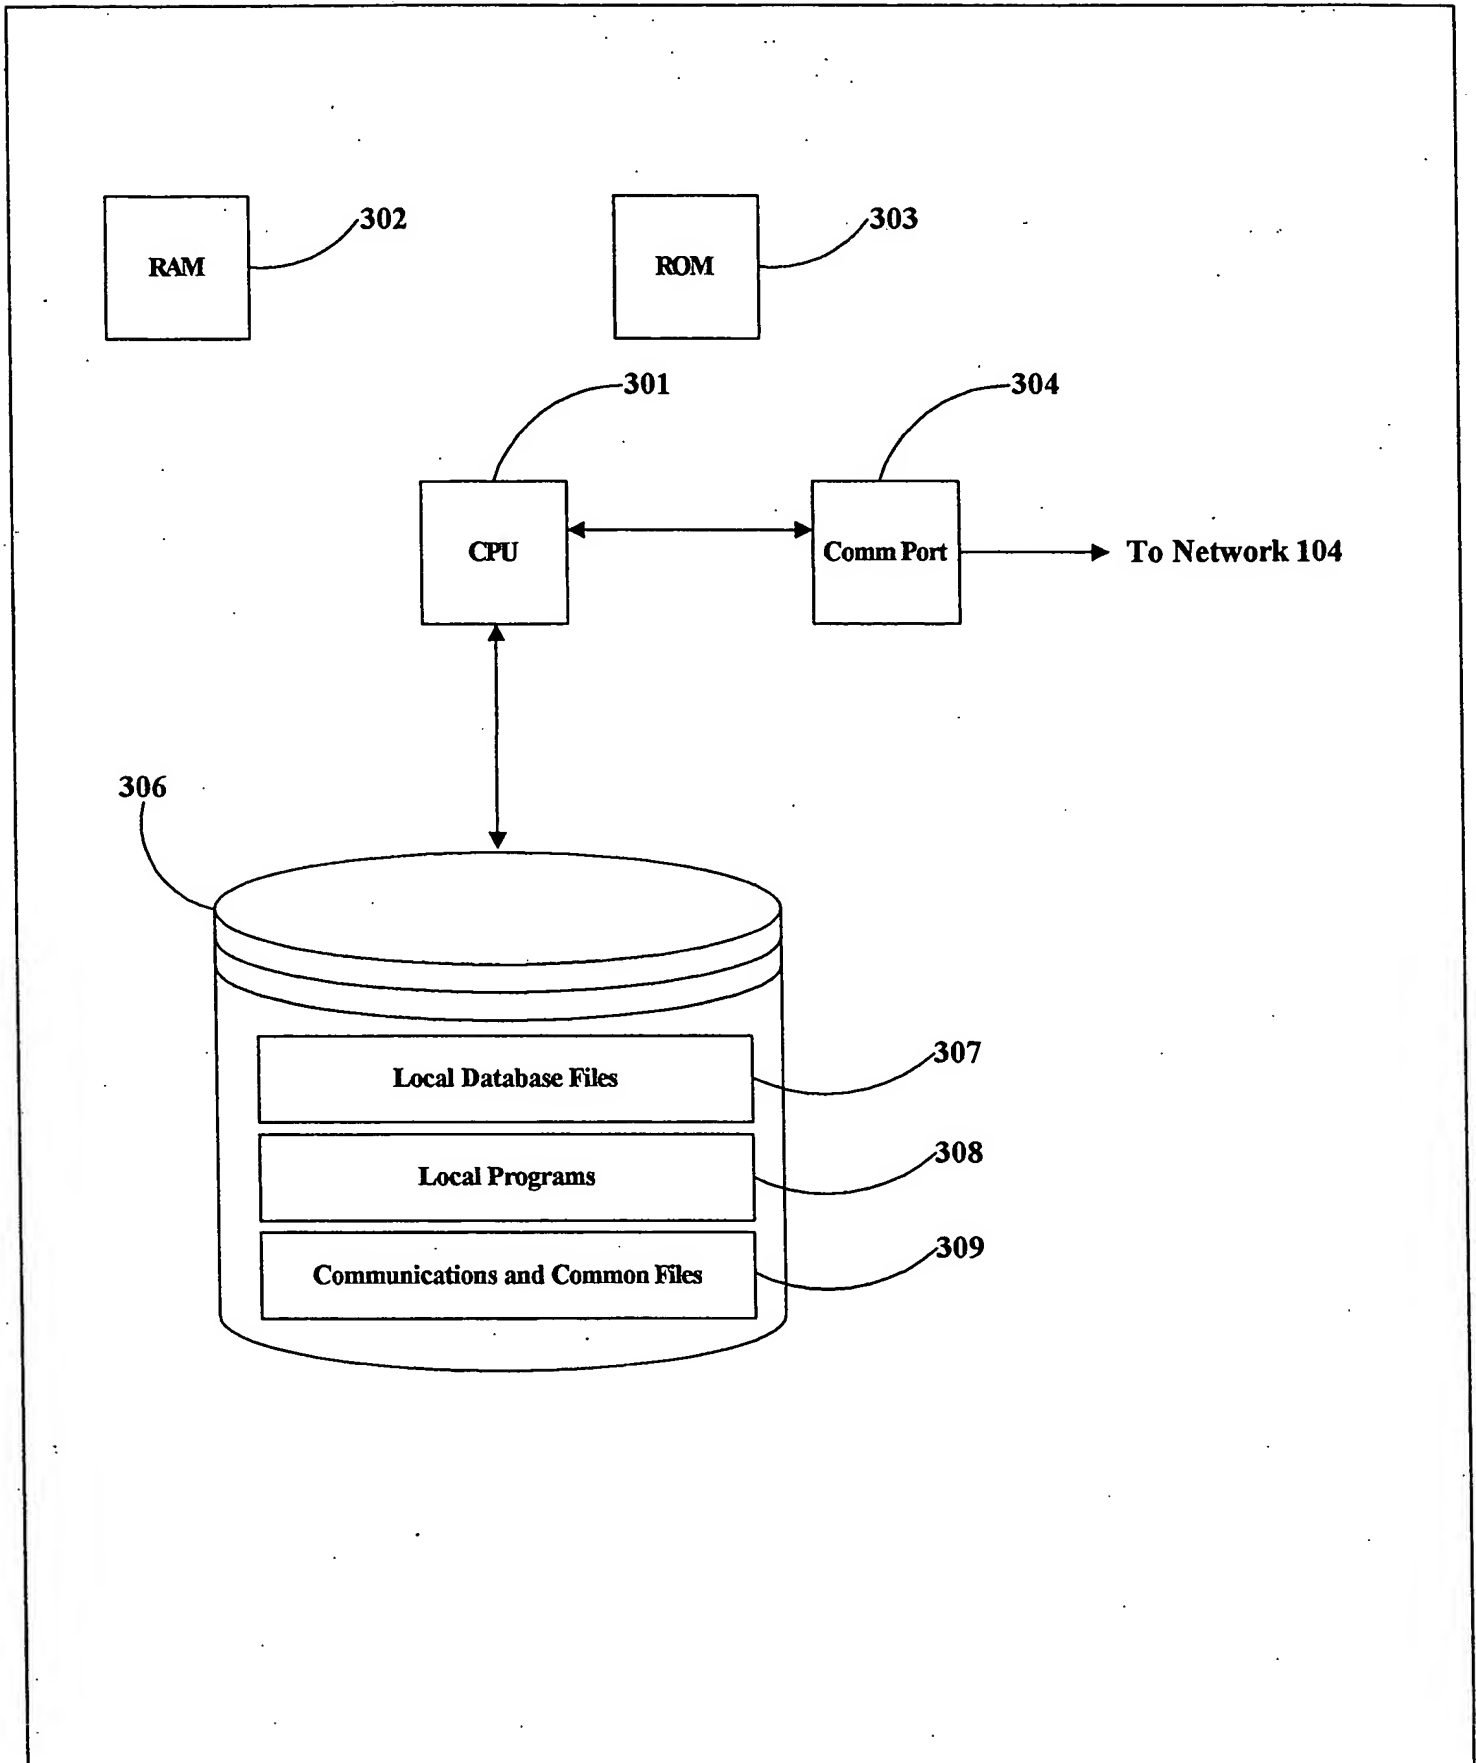 302
303
RAM
ROM
301
304
CPU
Comm Port
To Network 104
306
307
Local Database Files
308
Local Programs
309
Communications and Common Files